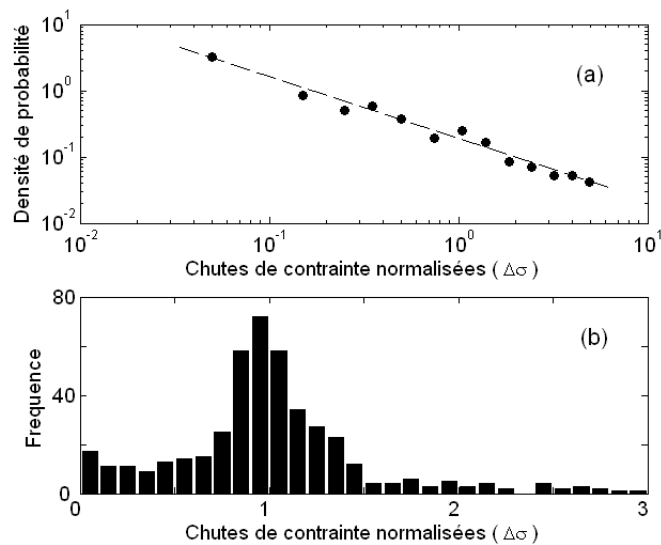 10^1
10^0
10^-1
10^-2
Densité de probabilité
(a)
10^-2
10^-1
10^0
10^1
Chutes de contrainte normalisées ( Δσ )
80
40
0
Frequence
(b)
0
1
2
3
Chutes de contrainte normalisées ( Δσ )